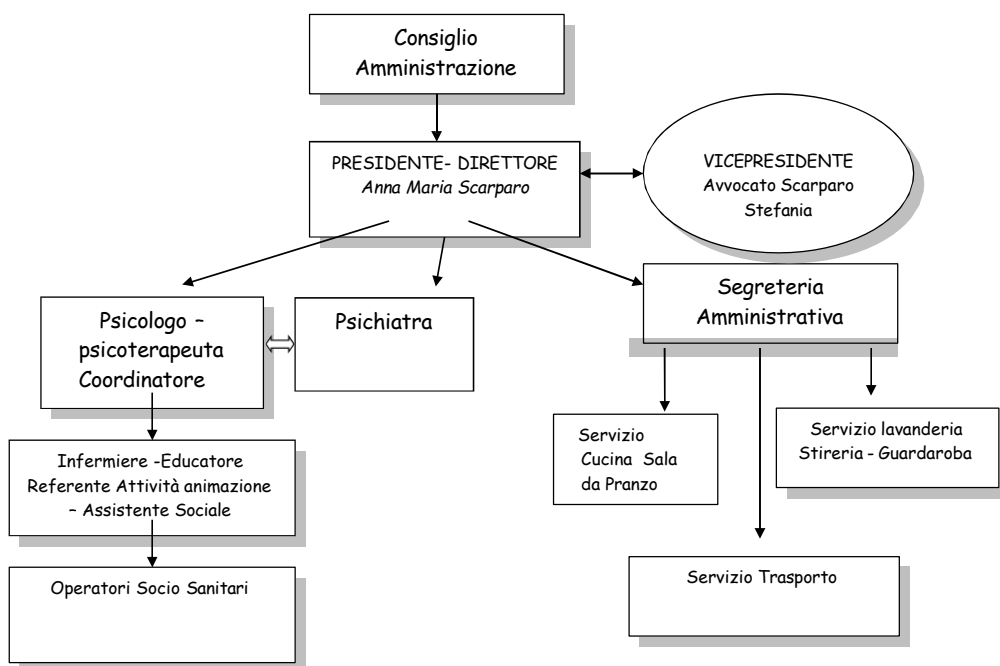 Consiglio
Amministrazione
PRESIDENTE- DIRETTORE
Anna Maria Scarparo
VICEPRESIDENTE
Avvocato Scarparo
Stefania
Psicologo –
psicoterapeuta
Coordinatore
Psichiatra
Segreteria
Amministrativa
Infermiere -Educatore
Referente Attività animazione
– Assistente Sociale
Servizio
Cucina Sala
da Pranzo
Servizio lavanderia
Stireria - Guardaroba
Operatori Socio Sanitari
Servizio Trasporto